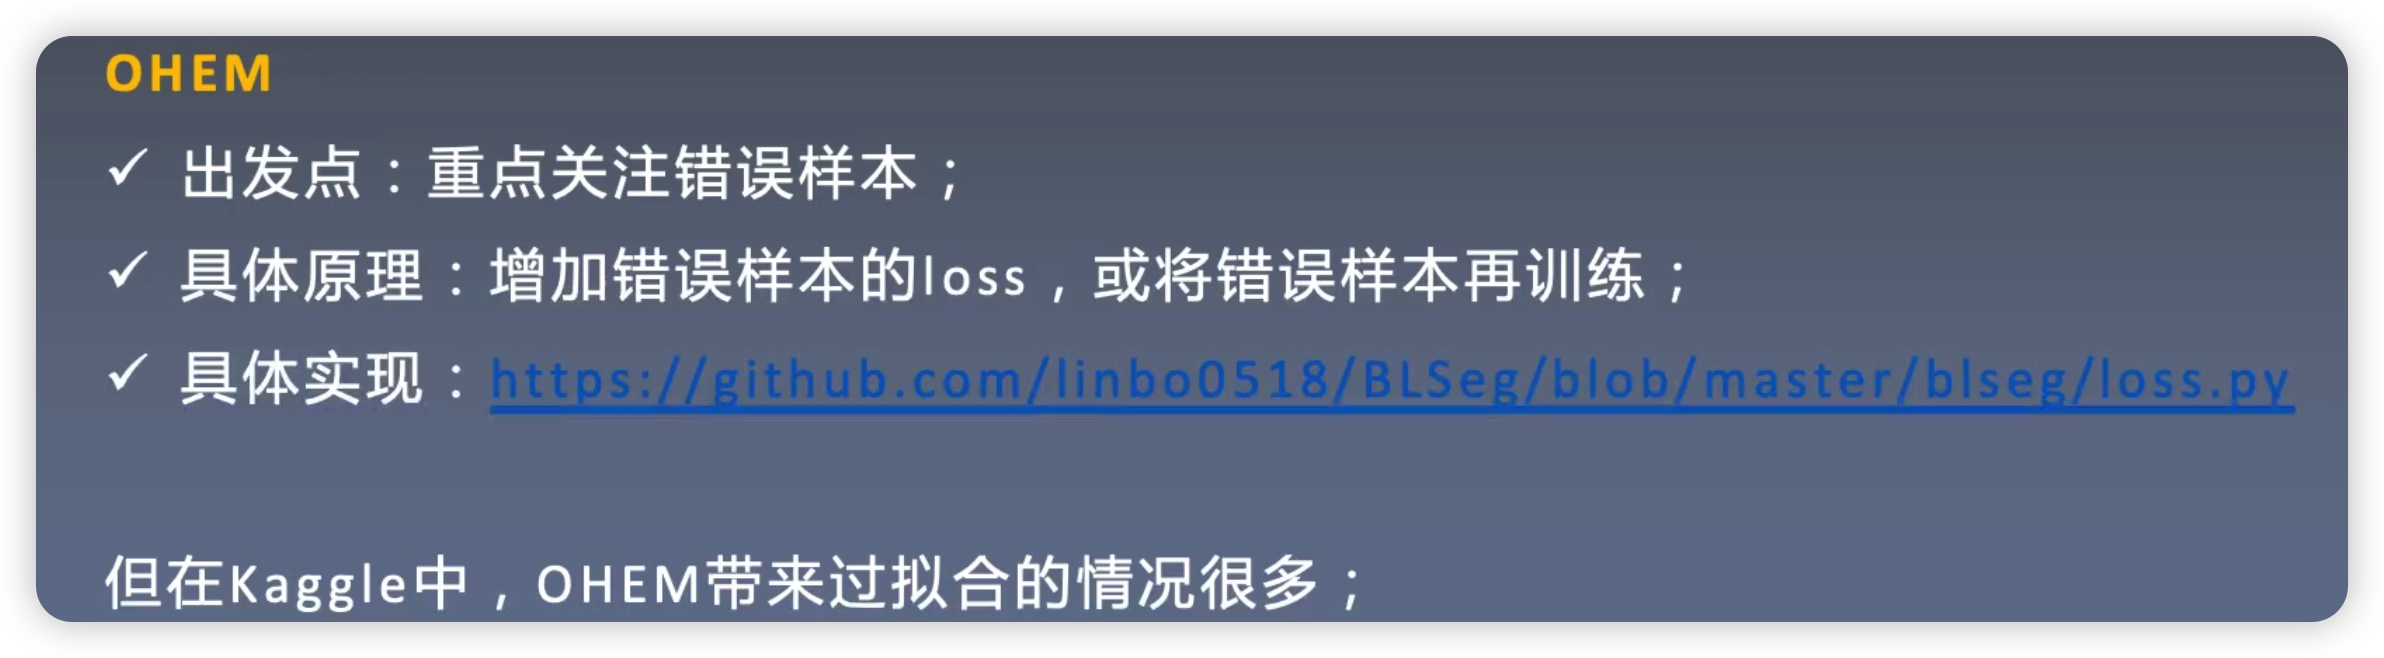 OHEM
✓ 出发点：重点关注错误样本；
✓ 具体原理：增加错误样本的loss，或将错误样本再训练；
✓ 具体实现：https://github.com/linbo0518/BLSeg/blob/master/blseg/loss.py
但在Kaggle中，OHEM带来过拟合的情况很多；